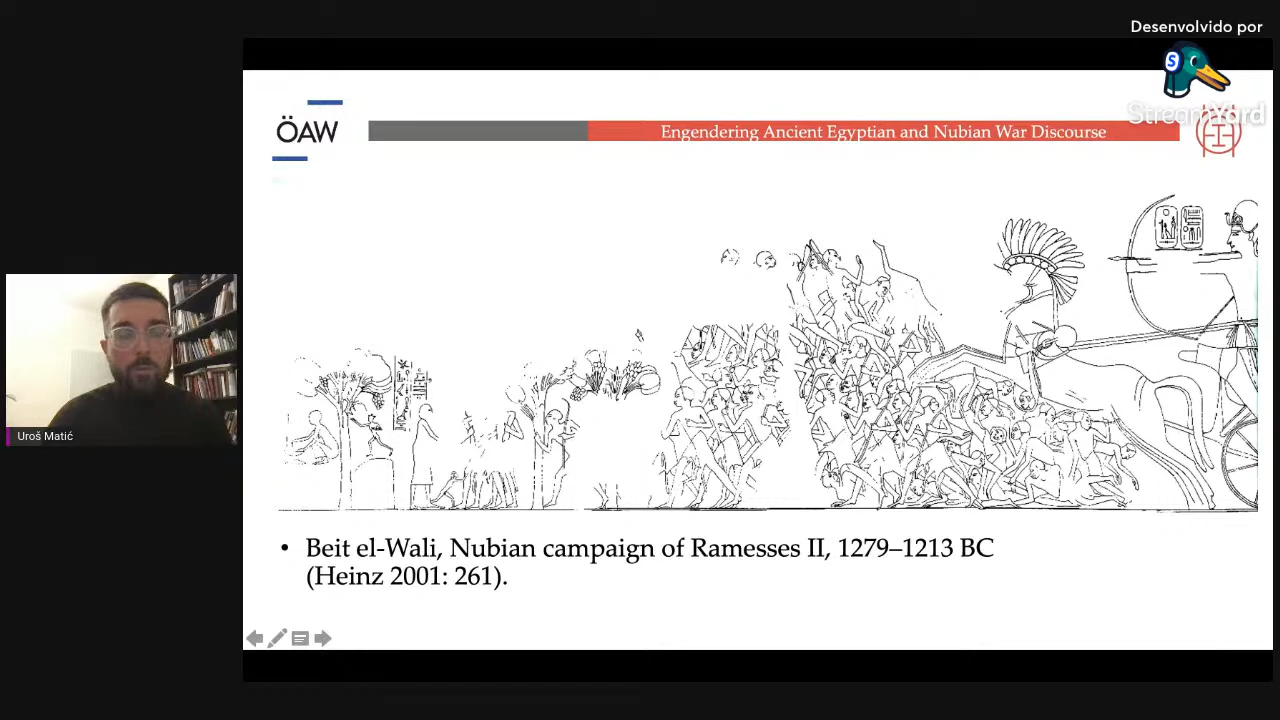 Desenvolvido por
StreamYard
ÖAW
Engendering Ancient Egyptian and Nubian War Discourse
Uroš Matić
• Beit el-Wali, Nubian campaign of Ramesses II, 1279–1213 BC
(Heinz 2001: 261).